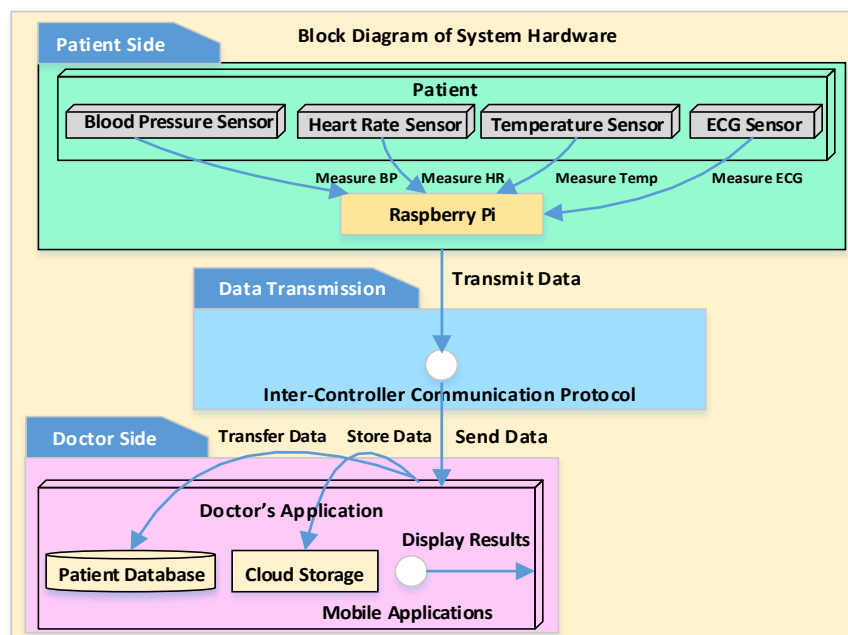 Block Diagram of System Hardware
Patient Side
Patient
Blood Pressure Sensor
Heart Rate Sensor
Temperature Sensor
ECG Sensor
Measure BP
Measure HR
Measure Temp
Measure ECG
Raspberry Pi
Transmit Data
Data Transmission
Inter-Controller Communication Protocol
Doctor Side
Transfer Data
Store Data
Send Data
Doctor’s Application
Display Results
Patient Database
Cloud Storage
Mobile Applications